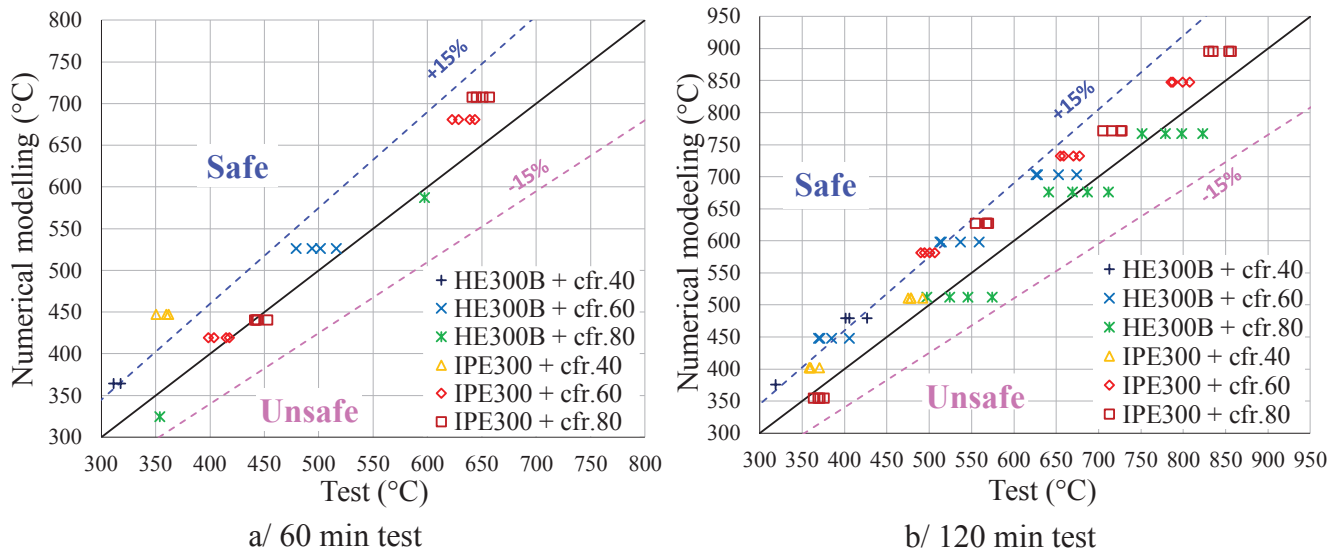 800
750
700
650
600
550
500
450
400
350
300
Numerical modelling (°C)
+15%
Safe
-15%
Unsafe
HE300B + cfr.40
HE300B + cfr.60
HE300B + cfr.80
IPE300 + cfr.40
IPE300 + cfr.60
IPE300 + cfr.80
300 350 400 450 500 550 600 650 700 750 800
Test (°C)
a/ 60 min test
950
900
850
800
750
700
650
600
550
500
450
400
350
300
Numerical modeeling (°C)
+15%
Safe
-15%
Unsafe
HE300B + cfr.40
HE300B + cfr.60
HE300B + cfr.80
IPE300 + cfr.40
IPE300 + cfr.60
IPE300 + cfr.80
300 350 400 450 500 550 600 650 700 750 800 850 900 950
Test (°C)
b/ 120 min test